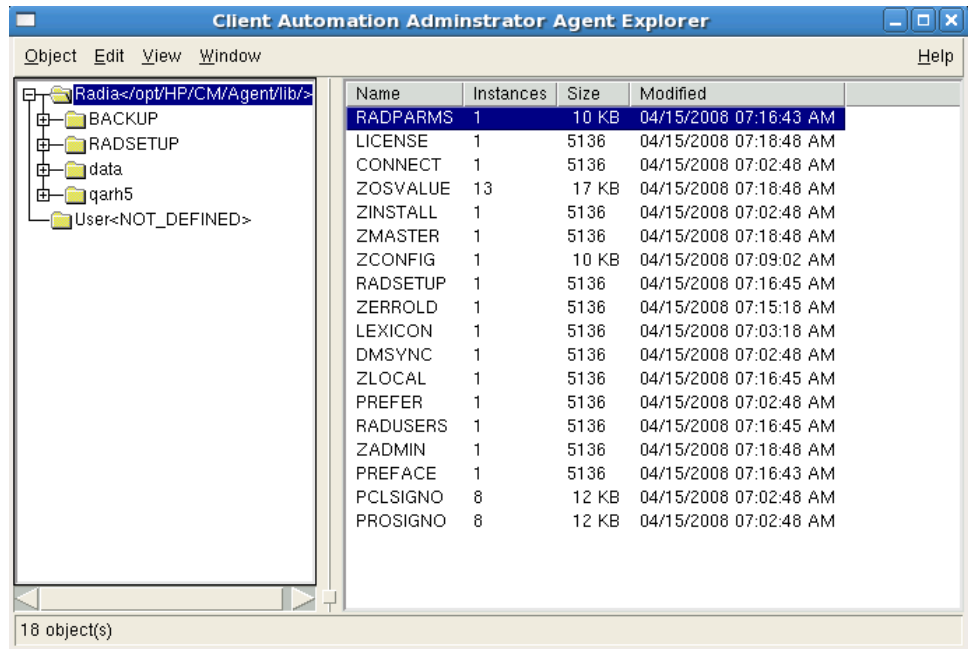 Client Automation Adminstrator Agent Explorer
Object Edit View Window Help
Radia</opt/HP/CM/Agent/lib/>
BACKUP
RADSETUP
data
qarh5
User<NOT_DEFINED>
Name Instances Size Modified
RADPARMS 1 10 KB 04/15/2008 07:16:43 AM
LICENSE 1 5136 04/15/2008 07:18:48 AM
CONNECT 1 5136 04/15/2008 07:02:48 AM
ZOSVALUE 13 17 KB 04/15/2008 07:18:48 AM
ZINSTALL 1 5136 04/15/2008 07:02:48 AM
ZMASTER 1 5136 04/15/2008 07:18:48 AM
ZCONFIG 1 10 KB 04/15/2008 07:09:02 AM
RADSETUP 1 5136 04/15/2008 07:16:45 AM
ZERROLD 1 5136 04/15/2008 07:15:18 AM
LEXICON 1 5136 04/15/2008 07:03:18 AM
DMSYNC 1 5136 04/15/2008 07:02:48 AM
ZLOCAL 1 5136 04/15/2008 07:16:45 AM
PREFER 1 5136 04/15/2008 07:02:48 AM
RADUSERS 1 5136 04/15/2008 07:16:45 AM
ZADMIN 1 5136 04/15/2008 07:18:48 AM
PREFACE 1 5136 04/15/2008 07:16:43 AM
PCLSIGNO 8 12 KB 04/15/2008 07:02:48 AM
PROSIGNO 8 12 KB 04/15/2008 07:02:48 AM
18 object(s)